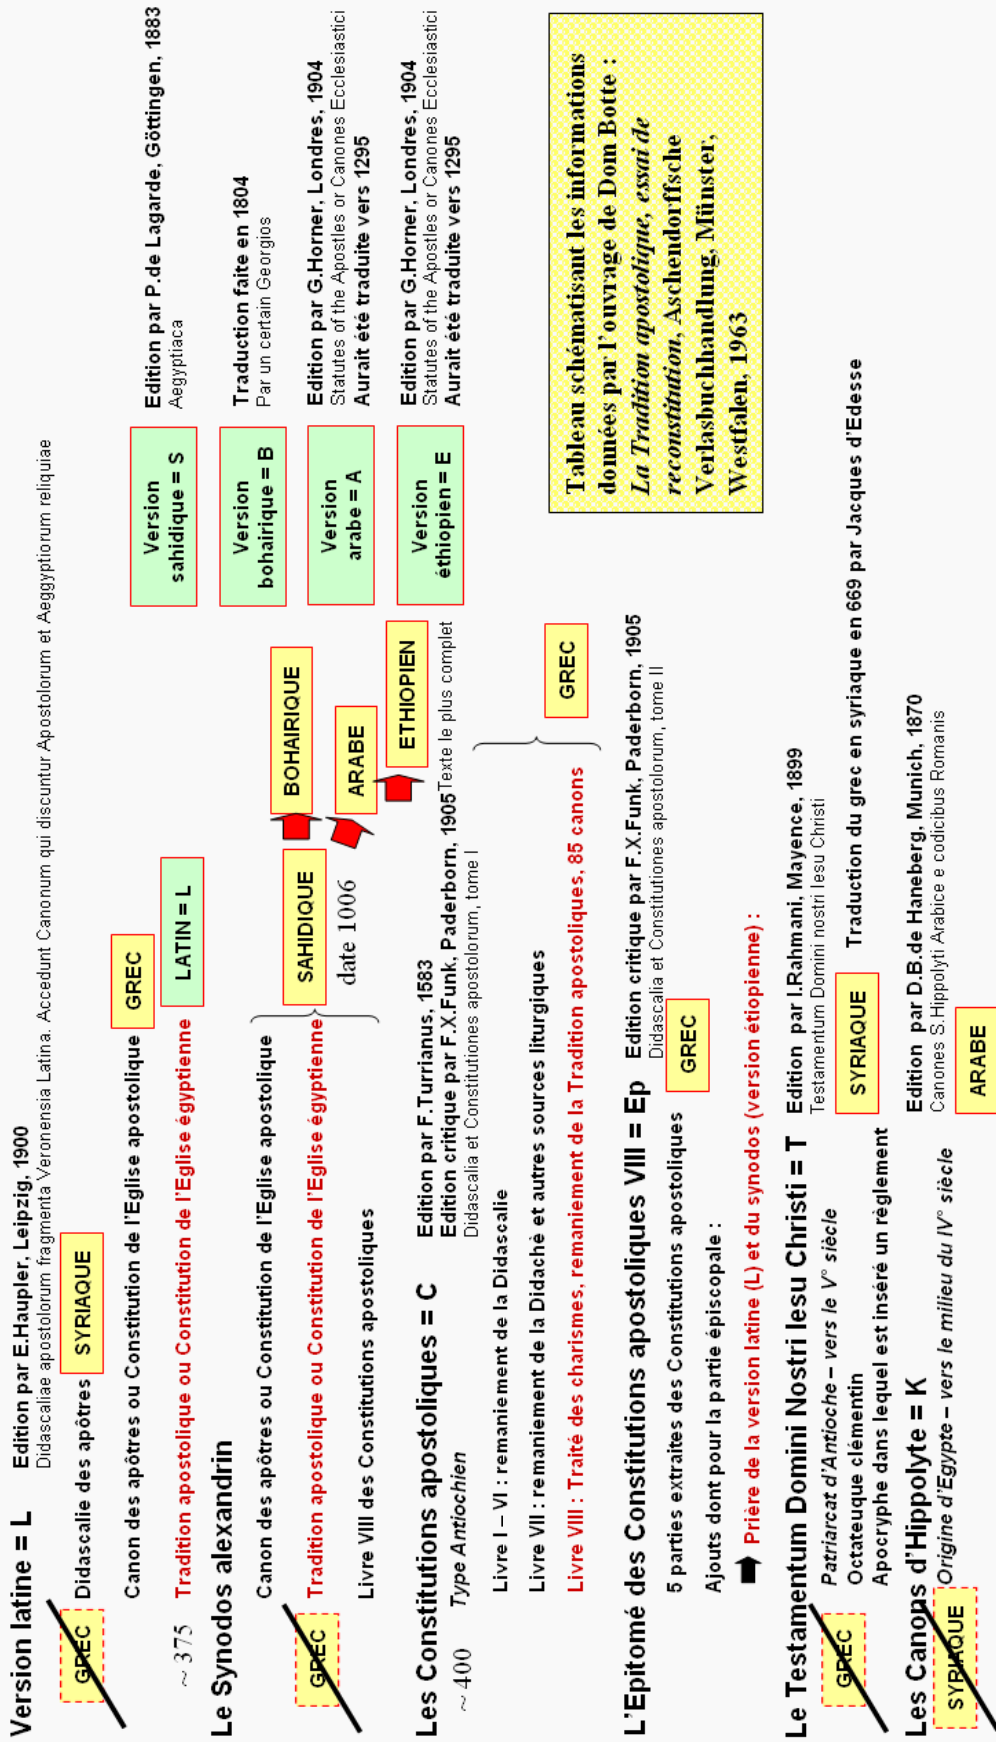 Version latine = L
Edition par E.Haupler, Leipzig, 1900
Didascaliae apostolorum fragmenta Veronensia Latina. Accedunt Canonum qui discuntur Apostolorum et Aeggyptiorum reliquiae
GREC
Didascalie des apôtres
SYRIAQUE
Canon des apôtres ou Constitution de l'Eglise apostolique
GREC
~ 375
Tradition apostolique ou Constitution de l'Eglise égyptienne
LATIN = L
Le Synodos alexandrin
Canon des apôtres ou Constitution de l'Eglise apostolique
GREC
Tradition apostolique ou Constitution de l'Eglise égyptienne
Livre VIII des Constitutions apostoliques
SAHIDIQUE
date 1006
BOHAIRIQUE
ARABE
ETHIOPIEN
Texte le plus complet
Version
sahidique = S
Edition par P.de Lagarde, Göttingen, 1883
Aegyptiaca
Version
bohairique = B
Traduction faite en 1804
Par un certain Georgios
Version
arabe = A
Edition par G.Horner, Londres, 1904
Statutes of the Apostles or Canones Ecclesiastici
Aurait été traduite vers 1295
Version
éthiopien = E
Edition par G.Horner, Londres, 1904
Statutes of the Apostles or Canones Ecclesiastici
Aurait été traduite vers 1295
Les Constitutions apostoliques = C
Edition par F.Turrianus, 1583
Edition critique par F.X.Funk, Paderborn, 1905
Didascalia et Constitutiones apostolorum, tome I
~ 400
Type Antiochien
Livre I – VI : remaniement de la Didascalie
Livre VII : remaniement de la Didachè et autres sources liturgiques
Livre VIII : Traité des charismes, remaniement de la Tradition apostoliques, 85 canons
GREC
Tableau schématisant les informations
données par l'ouvrage de Dom Botte :
La Tradition apostolique, essai de
reconstitution, Aschendorffsche
Verlasbuchhandlung, Münster,
Westfalen, 1963
L'Epitomé des Constitutions apostoliques VIII = Ep
Edition critique par F.X.Funk, Paderborn, 1905
Didascalia et Constitutiones apostolorum, tome II
5 parties extraites des Constitutions apostoliques
GREC
Ajouts dont pour la partie épiscopale :
Prière de la version latine (L) et du synodos (version étiopienne) :
Le Testamentum Domini Nostri Iesu Christi = T
Edition par I.Rahmani, Mayence, 1899
Testamentum Domini nostri Iesu Christi
Patriarcat d'Antioche – vers le V° siècle
GREC
Octateuque clémentin
SYRIAQUE
Traduction du grec en syriaque en 669 par Jacques d'Edesse
Apocryphe dans lequel est inséré un règlement
Les Canons d'Hippolyte = K
Edition par D.B.de Haneberg, Munich, 1870
Canones S.Hippolyti Arabice e codicibus Romanis
Origine d'Egypte – vers le milieu du IV° siècle
SYRIAQUE
ARABE